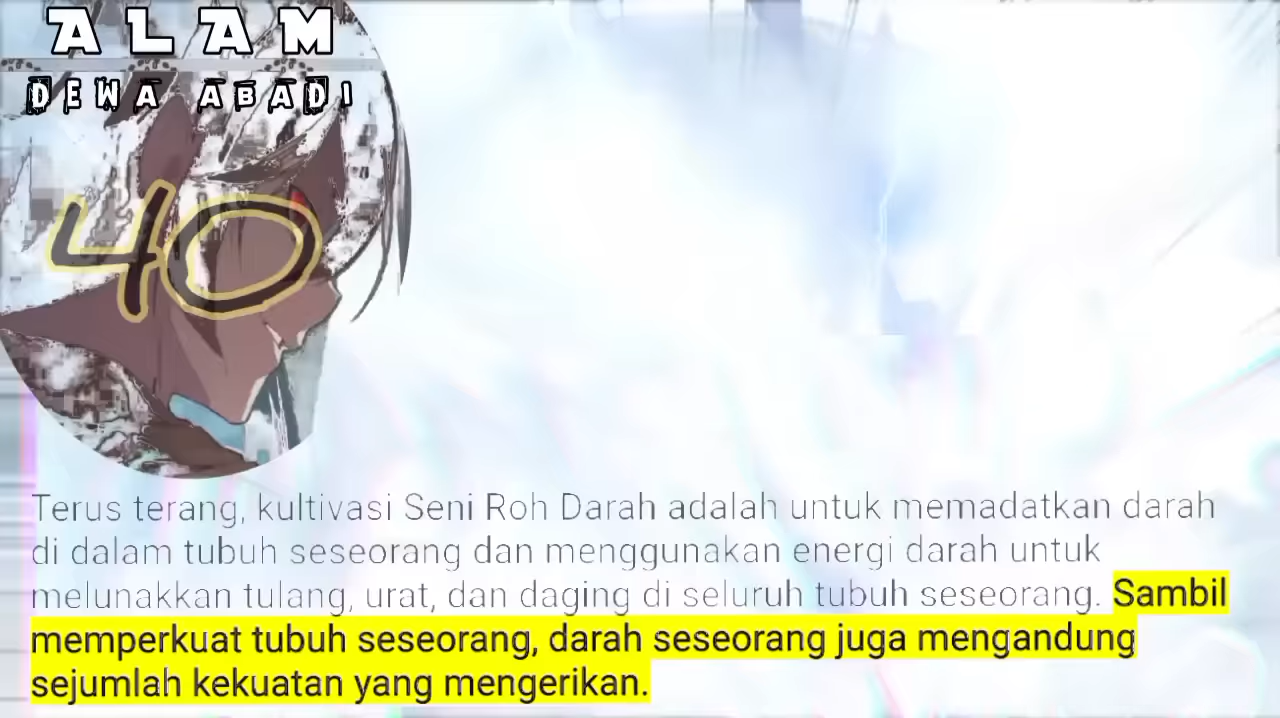 ALAM
DEWA ABADI
40
Terus terang, kultivasi Seni Roh Darah adalah untuk memadatkan darah
di dalam tubuh seseorang dan menggunakan energi darah untuk
melunakkan tulang, urat, dan daging di seluruh tubuh seseorang. Sambil
memperkuat tubuh seseorang, darah seseorang juga mengandung
sejumlah kekuatan yang mengerikan.